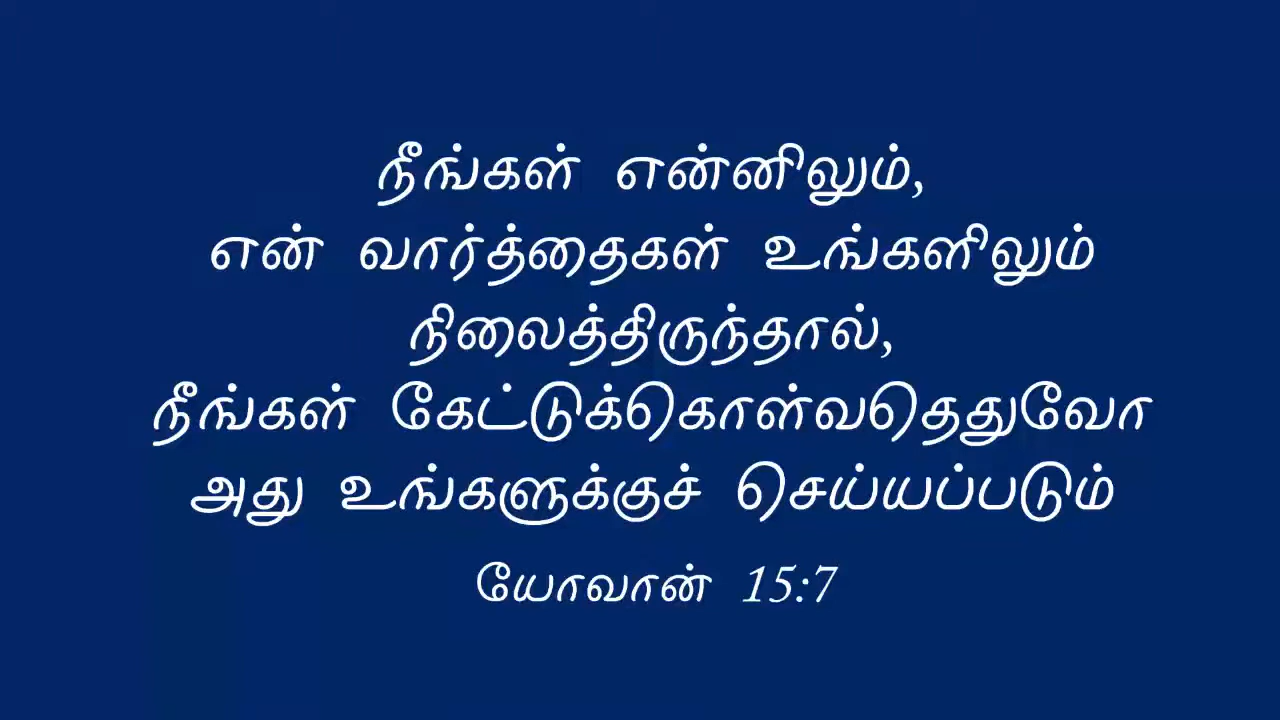 நீங்கள் என்னிலும்,
என் வார்த்தைகள் உங்களிலும்
நிலைத்திருந்தால்,
நீங்கள் கேட்டுக்கொள்வதெதுவோ
அது உங்களுக்குச் செய்யப்படும்
யோவான் 15:7